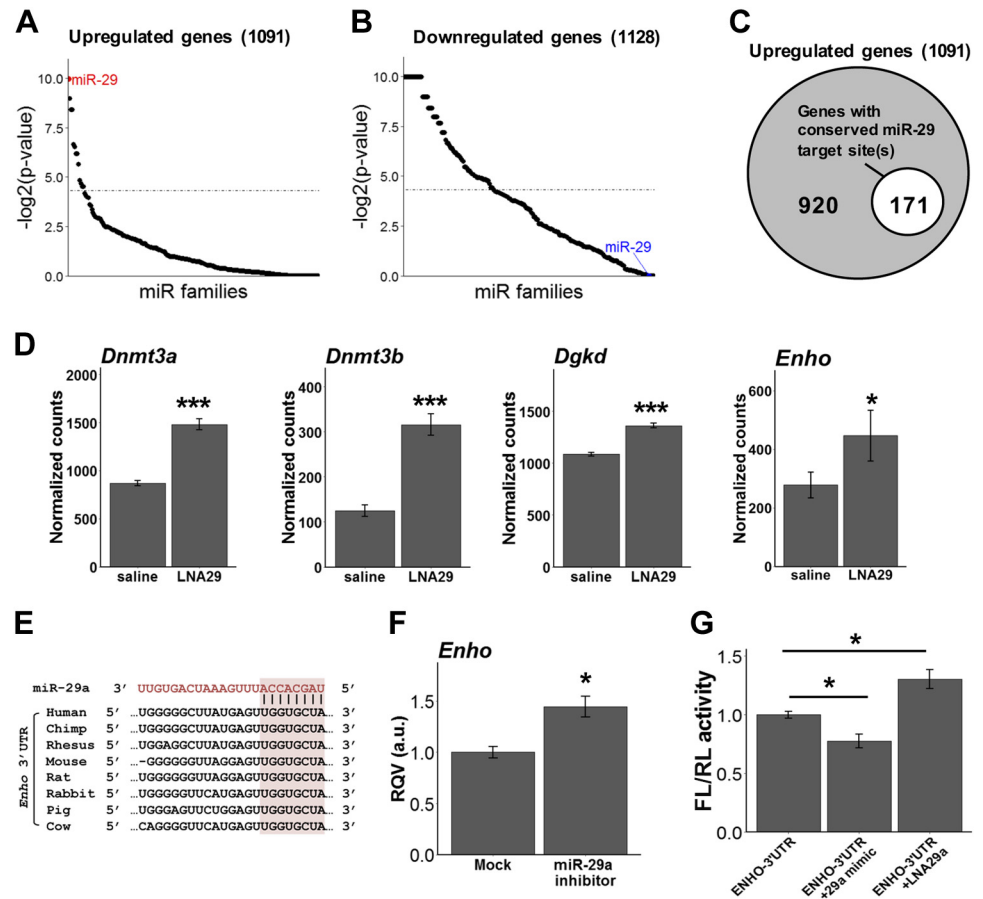 A
Upregulated genes (1091)
-log2(p-value)
10.0
7.5
5.0
2.5
0.0
miR-29
miR families
B
Downregulated genes (1128)
-log2(p-value)
10.0
7.5
5.0
2.5
0.0
miR-29
miR families
C
Upregulated genes (1091)
Genes with
conserved miR-29
target site(s)
920
171
D
Dnmt3a
Normalized counts
2000
1500
1000
500
0
***
saline LNA29
Dnmt3b
Normalized counts
400
300
200
100
0
***
saline LNA29
Dgkd
Normalized counts
1500
1000
500
0
***
saline LNA29
Enho
Normalized counts
600
400
200
0
*
saline LNA29
E
miR-29a 3′ UUGUGACUAAAGUUUACCACGAU 5′
Enho 3′ UTR
Human 5′ …UGGGGGCUUAUGAGUUGGUGCUA… 3′
Chimp 5′ …UGGGGGCUUAUGAGUUGGUGCUA… 3′
Rhesus 5′ …UGGAGGCUUAUGAGUUGGUGCUA… 3′
Mouse 5′ …-GGGGGGUUAGGAGUUGGUGCUA… 3′
Rat 5′ …UGGGGGGUUAGGAGUUGGUGCUA… 3′
Rabbit 5′ …UGGGGGUUCAUGAGUUGGUGCUA… 3′
Pig 5′ …UGGGAGUUCUGGAGUUGGUGCUA… 3′
Cow 5′ …CAGGGGUUCAUGAGUUGGUGCUA… 3′
F
Enho
RQV (a.u.)
1.5
1.0
0.5
0.0
*
Mock
miR-29a
inhibitor
G
FL/RL activity
1.5
1.0
0.5
0.0
*
*
ENHO-3'UTR
ENHO-3'UTR
+29a mimic
ENHO-3'UTR
+LNA29a